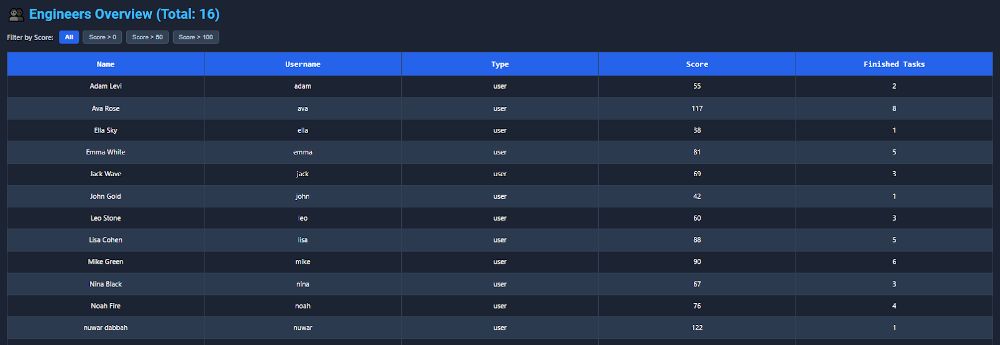 Engineers Overview (Total: 16)
Filter by Score: All Score > 0 Score > 50 Score > 100
Name Username Type Score Finished Tasks
Adam Levi adam user 55 2
Ava Rose ava user 117 8
Ella Sky ella user 38 1
Emma White emma user 81 5
Jack Wave jack user 69 3
John Gold john user 42 1
Leo Stone leo user 60 3
Lisa Cohen lisa user 88 5
Mike Green mike user 90 6
Nina Black nina user 67 3
Noah Fire noah user 76 4
nuwar dabbah nuwar user 122 1